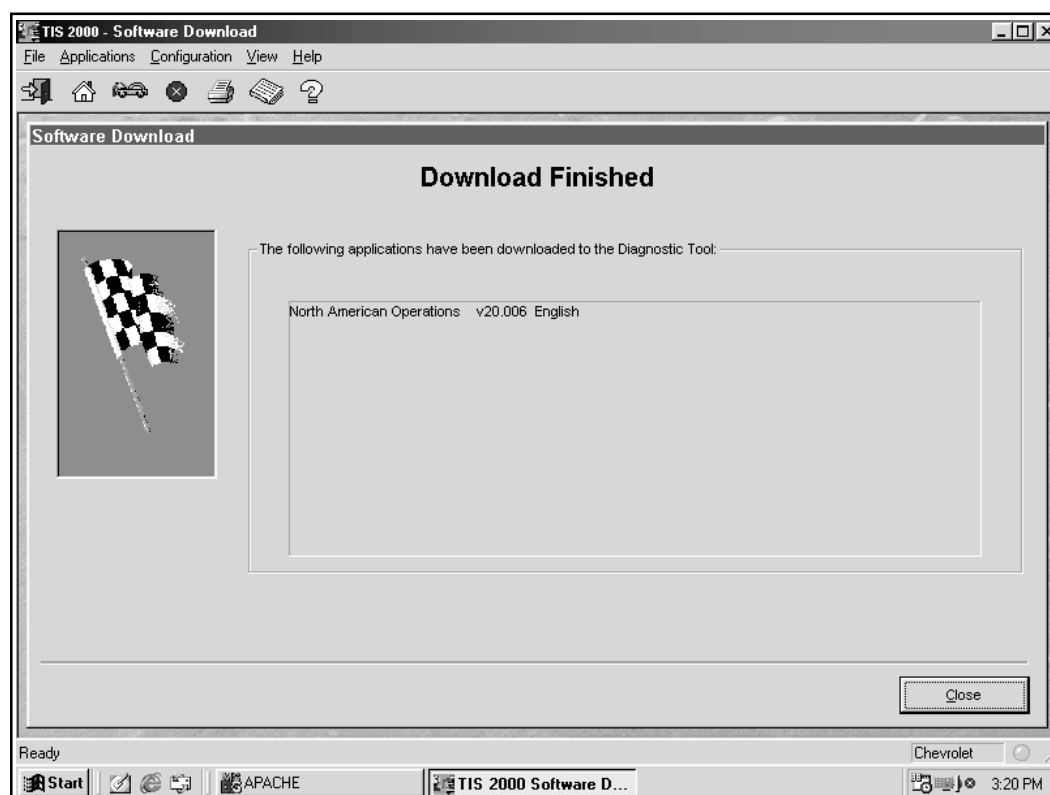 TIS 2000 - Software Download
File Applications Configuration View Help
Software Download
Download Finished
The following applications have been downloaded to the Diagnostic Tool:
North American Operations v20.006 English
Close
Ready
Chevrolet
Start
APACHE
TIS 2000 Software D...
3:20 PM